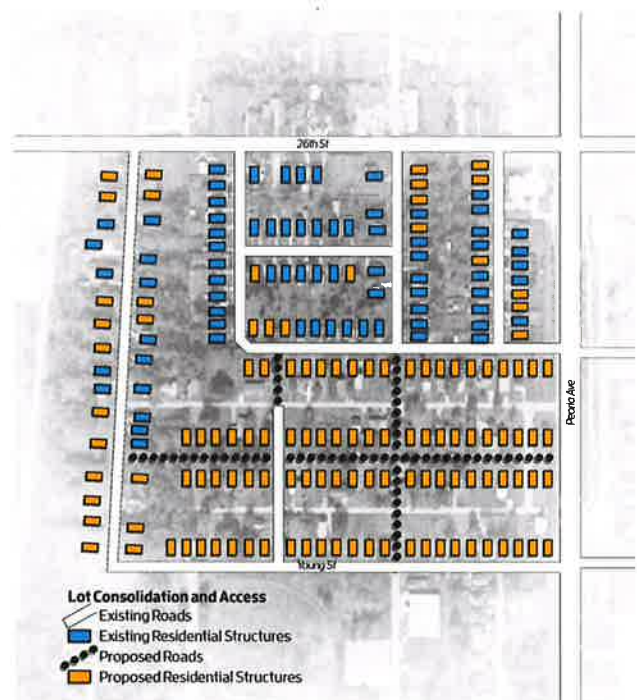 26th St
Peoria Ave
Young St
Lot Consolidation and Access
Existing Roads
Existing Residential Structures
Proposed Roads
Proposed Residential Structures